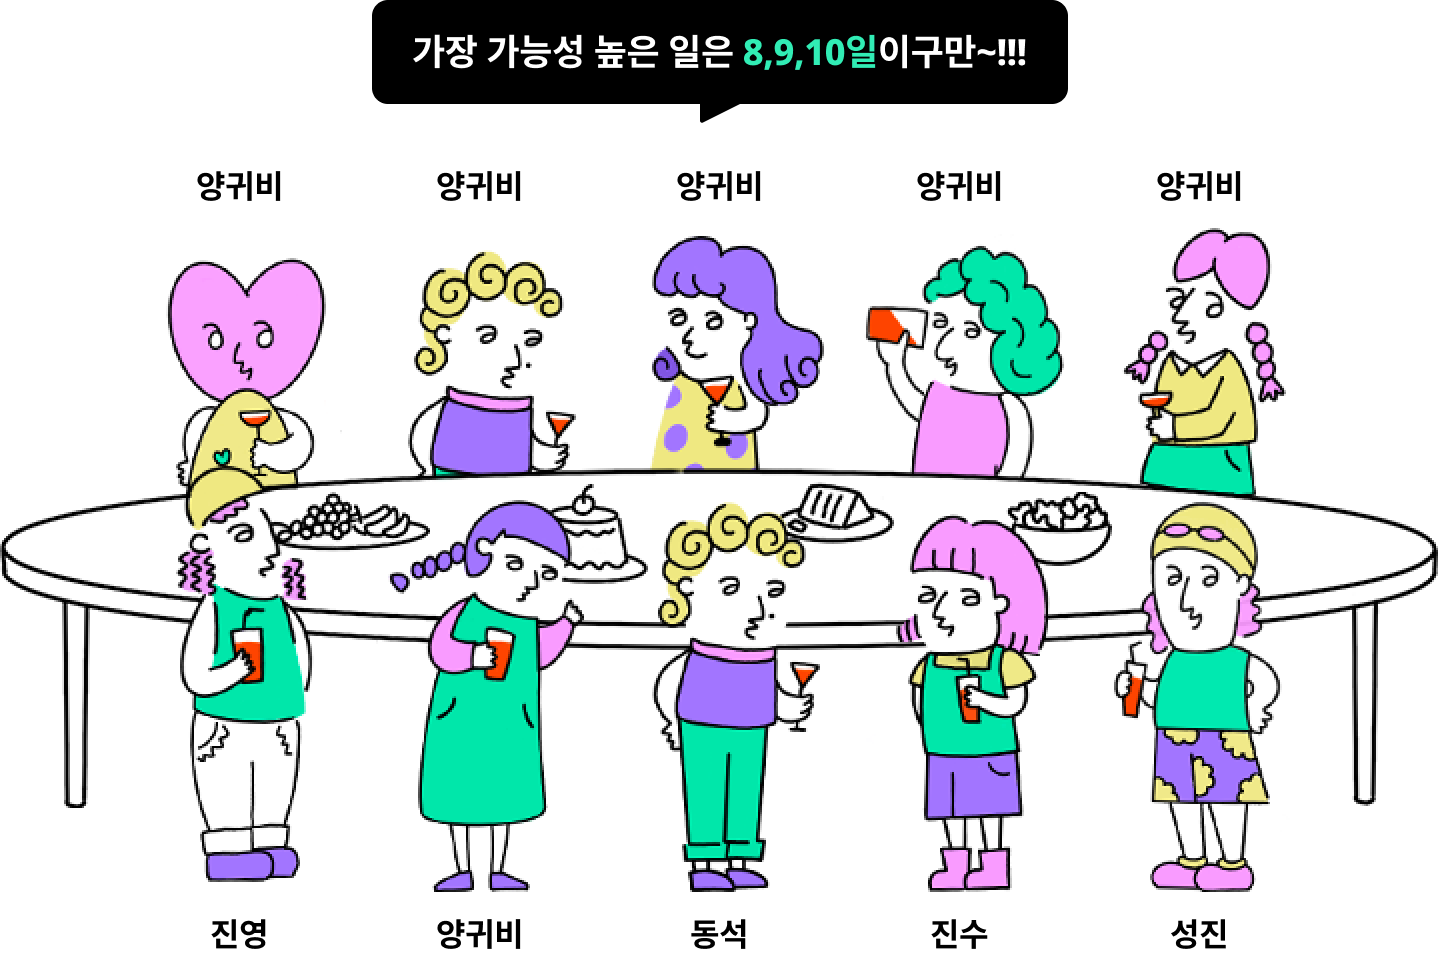 가장 가능성 높은 일은 8,9,10일이구만~!!!
양귀비 양귀비 양귀비 양귀비 양귀비
진영 양귀비 동석 진수 성진